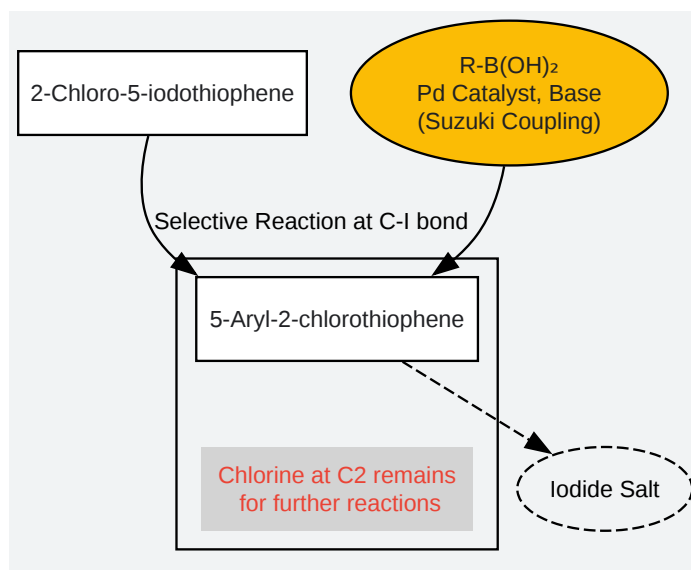 2-Chloro-5-iodothiophene
R-B(OH)₂
Pd Catalyst, Base
(Suzuki Coupling)
Selective Reaction at C-I bond
5-Aryl-2-chlorothiophene
Chlorine at C2 remains
for further reactions
Iodide Salt